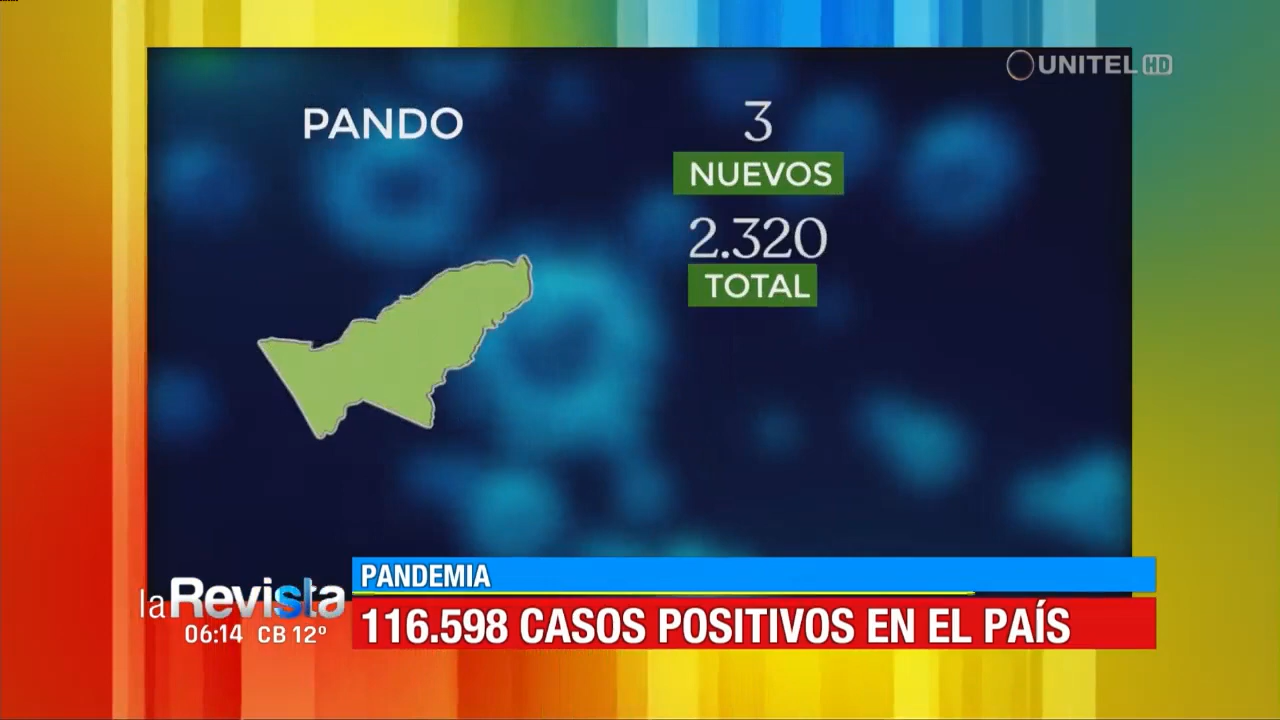 UNITEL HD
PANDO
3
NUEVOS
2.320
TOTAL
PANDEMIA
laRevista
06:14 CB 12º
116.598 CASOS POSITIVOS EN EL PAÍS